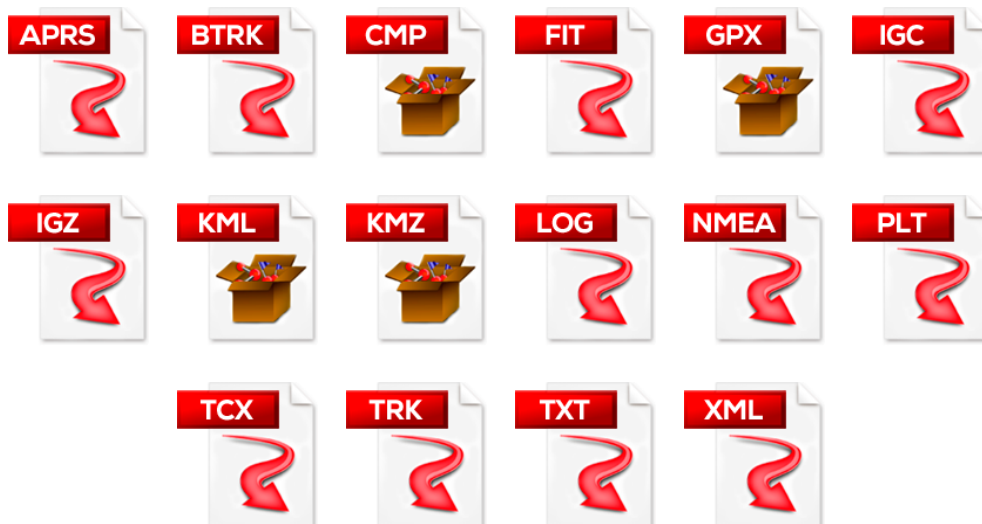 APRS BTRK CMP FIT GPX IGC
IGZ KML KMZ LOG NMEA PLT
TCX TRK TXT XML